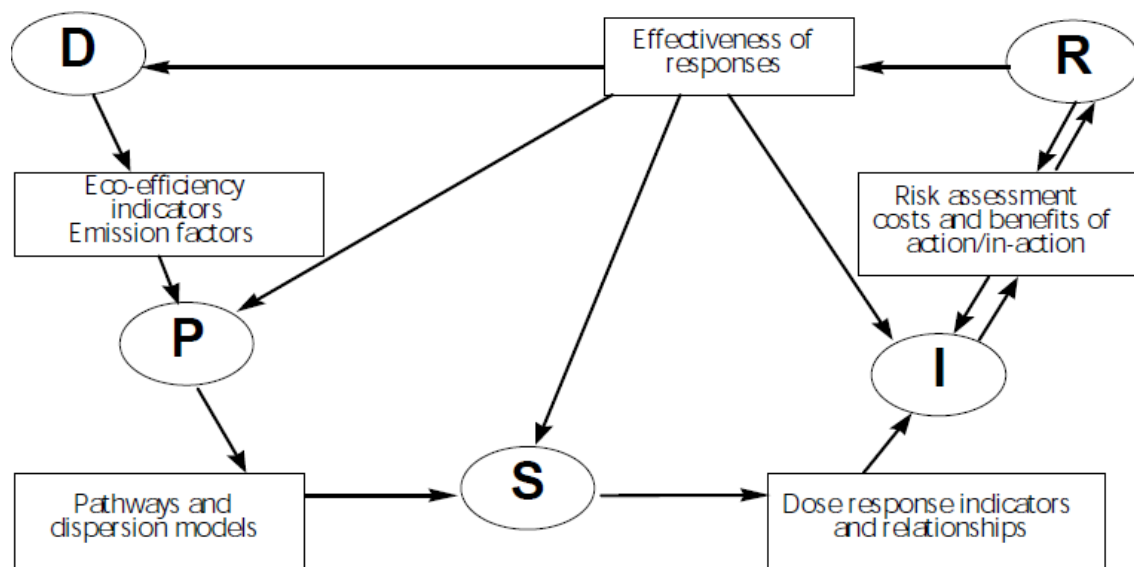 D
Effectiveness of
responses
R
Eco-efficiency
indicators
Emission factors
Risk assessment
costs and benefits of
action/in-action
P
I
S
Pathways and
dispersion models
Dose response indicators
and relationships